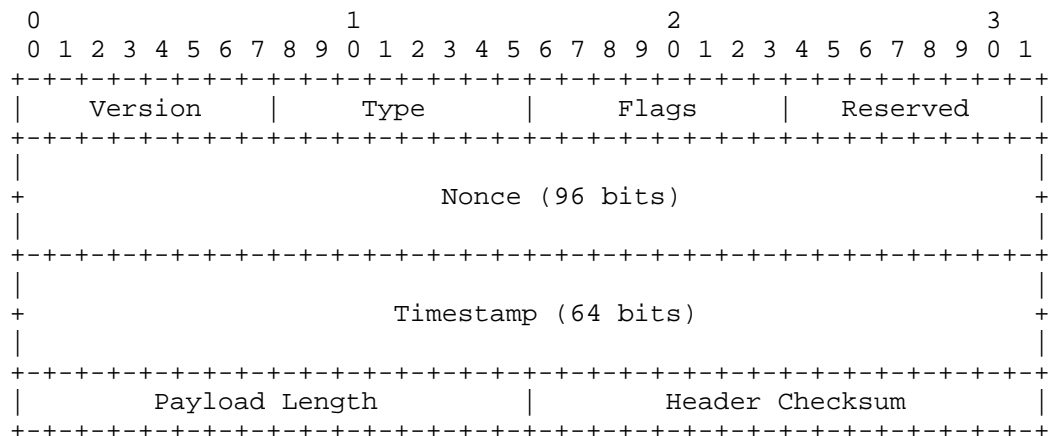 0                   1                   2                   3
 0 1 2 3 4 5 6 7 8 9 0 1 2 3 4 5 6 7 8 9 0 1 2 3 4 5 6 7 8 9 0 1
+-+-+-+-+-+-+-+-+-+-+-+-+-+-+-+-+-+-+-+-+-+-+-+-+-+-+-+-+-+-+-+-+
|    Version    |     Type      |     Flags     |   Reserved    |
+-+-+-+-+-+-+-+-+-+-+-+-+-+-+-+-+-+-+-+-+-+-+-+-+-+-+-+-+-+-+-+-+
|                                                               |
+                          Nonce (96 bits)                      +
|                                                               |
+-+-+-+-+-+-+-+-+-+-+-+-+-+-+-+-+-+-+-+-+-+-+-+-+-+-+-+-+-+-+-+-+
|                                                               |
+                       Timestamp (64 bits)                     +
|                                                               |
+-+-+-+-+-+-+-+-+-+-+-+-+-+-+-+-+-+-+-+-+-+-+-+-+-+-+-+-+-+-+-+-+
|        Payload Length         |        Header Checksum        |
+-+-+-+-+-+-+-+-+-+-+-+-+-+-+-+-+-+-+-+-+-+-+-+-+-+-+-+-+-+-+-+-+